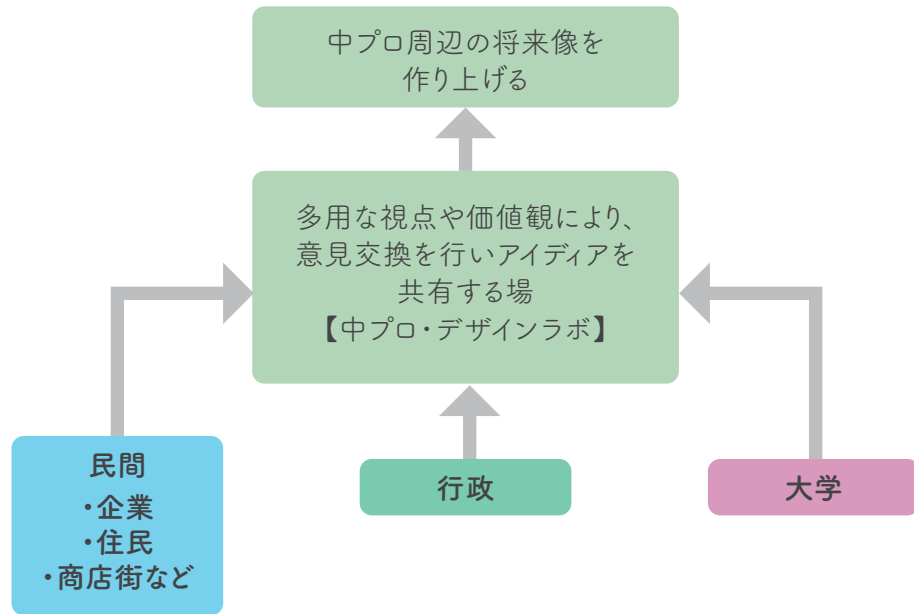 中プロ周辺の将来像を
作り上げる
多用な視点や価値観により、
意見交換を行いアイディアを
共有する場
【中プロ・デザインラボ】
民間
・企業
・住民
・商店街など
行政
大学